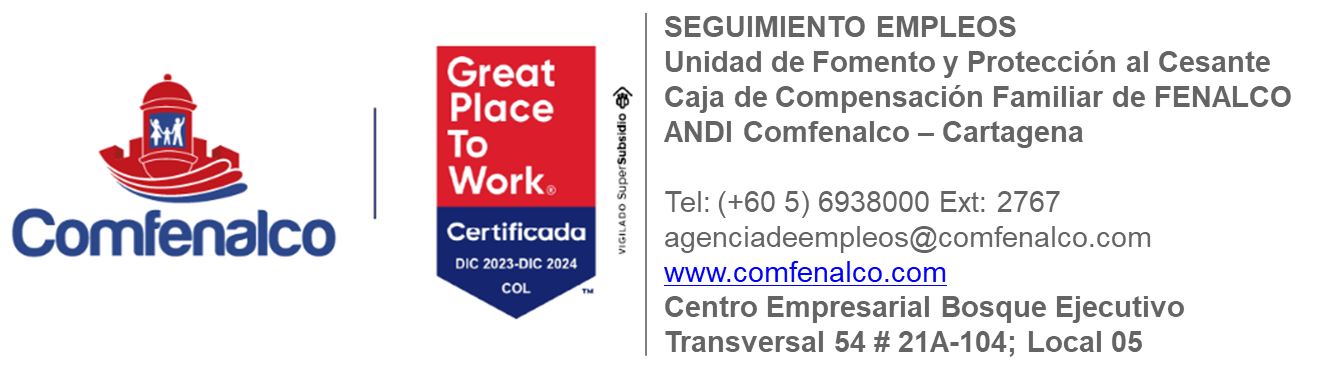 Comfenalco
Great
Place
To
Work®
Certificada
DIC 2023-DIC 2024
COL
™
VIGILADO SuperSubsidio
SEGUIMIENTO EMPLEOS
Unidad de Fomento y Protección al Cesante
Caja de Compensación Familiar de FENALCO
ANDI Comfenalco – Cartagena
Tel: (+60 5) 6938000 Ext: 2767
agenciadeempleos@comfenalco.com
www.comfenalco.com
Centro Empresarial Bosque Ejecutivo
Transversal 54 # 21A-104; Local 05